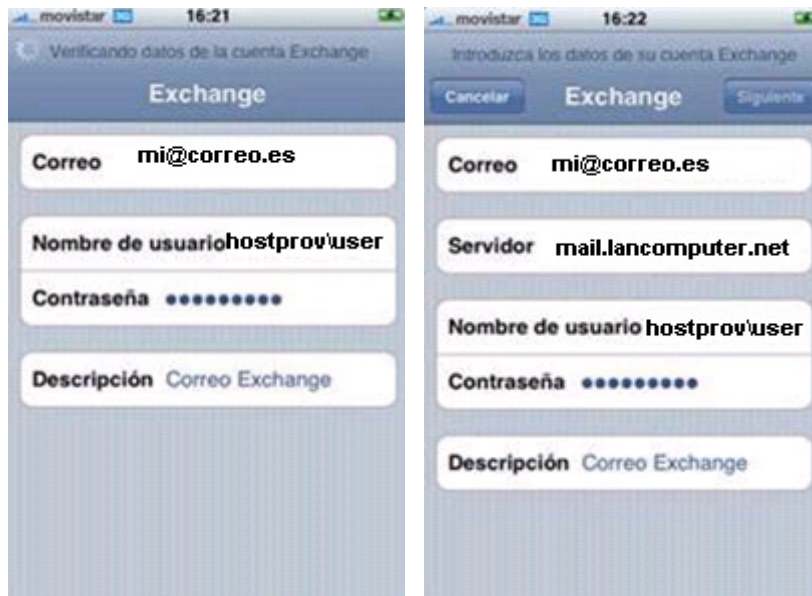 movistar 3G 16:21
Verificando datos de la cuenta Exchange
Exchange
Correo mi@correo.es
Nombre de usuario hostprov\user
Contraseña ●●●●●●●●●
Descripción Correo Exchange
movistar 3G 16:22
Introduzca los datos de su cuenta Exchange
Cancelar Exchange Siguiente
Correo mi@correo.es
Servidor mail.lancomputer.net
Nombre de usuario hostprov\user
Contraseña ●●●●●●●●●
Descripción Correo Exchange